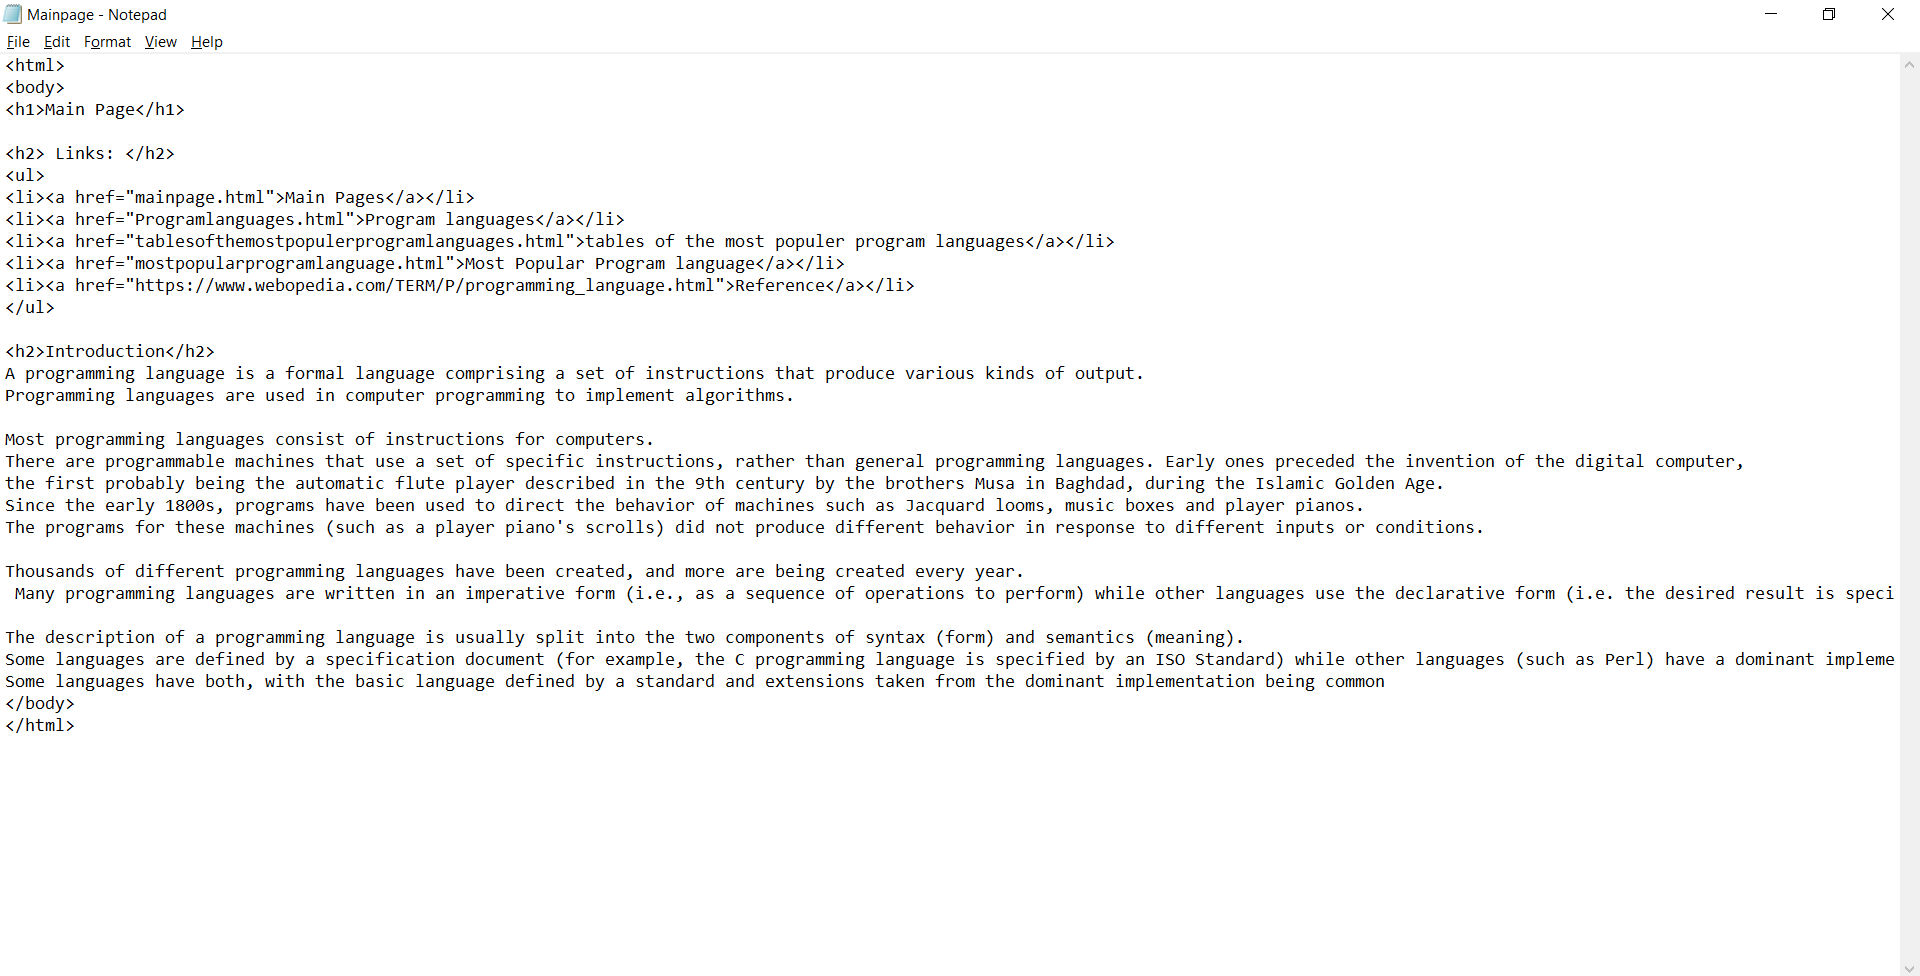 Mainpage - Notepad
File Edit Format View Help
<html>
<body>
<h1>Main Page</h1>
<h2> Links: </h2>
<ul>
<li><a href="mainpage.html">Main Pages</a></li>
<li><a href="Programlanguages.html">Program languages</a></li>
<li><a href="tablesofthemostpopulerprogramlanguages.html">tables of the most populer program languages</a></li>
<li><a href="mostpopularprogramlanguage.html">Most Popular Program language</a></li>
<li><a href="https://www.webopedia.com/TERM/P/programming_language.html">Reference</a></li>
</ul>
<h2>Introduction</h2>
A programming language is a formal language comprising a set of instructions that produce various kinds of output.
Programming languages are used in computer programming to implement algorithms.
Most programming languages consist of instructions for computers.
There are programmable machines that use a set of specific instructions, rather than general programming languages. Early ones preceded the invention of the digital computer,
the first probably being the automatic flute player described in the 9th century by the brothers Musa in Baghdad, during the Islamic Golden Age.
Since the early 1800s, programs have been used to direct the behavior of machines such as Jacquard looms, music boxes and player pianos.
The programs for these machines (such as a player piano's scrolls) did not produce different behavior in response to different inputs or conditions.
Thousands of different programming languages have been created, and more are being created every year.
Many programming languages are written in an imperative form (i.e., as a sequence of operations to perform) while other languages use the declarative form (i.e. the desired result is speci
The description of a programming language is usually split into the two components of syntax (form) and semantics (meaning).
Some languages are defined by a specification document (for example, the C programming language is specified by an ISO Standard) while other languages (such as Perl) have a dominant impleme
Some languages have both, with the basic language defined by a standard and extensions taken from the dominant implementation being common
</body>
</html>